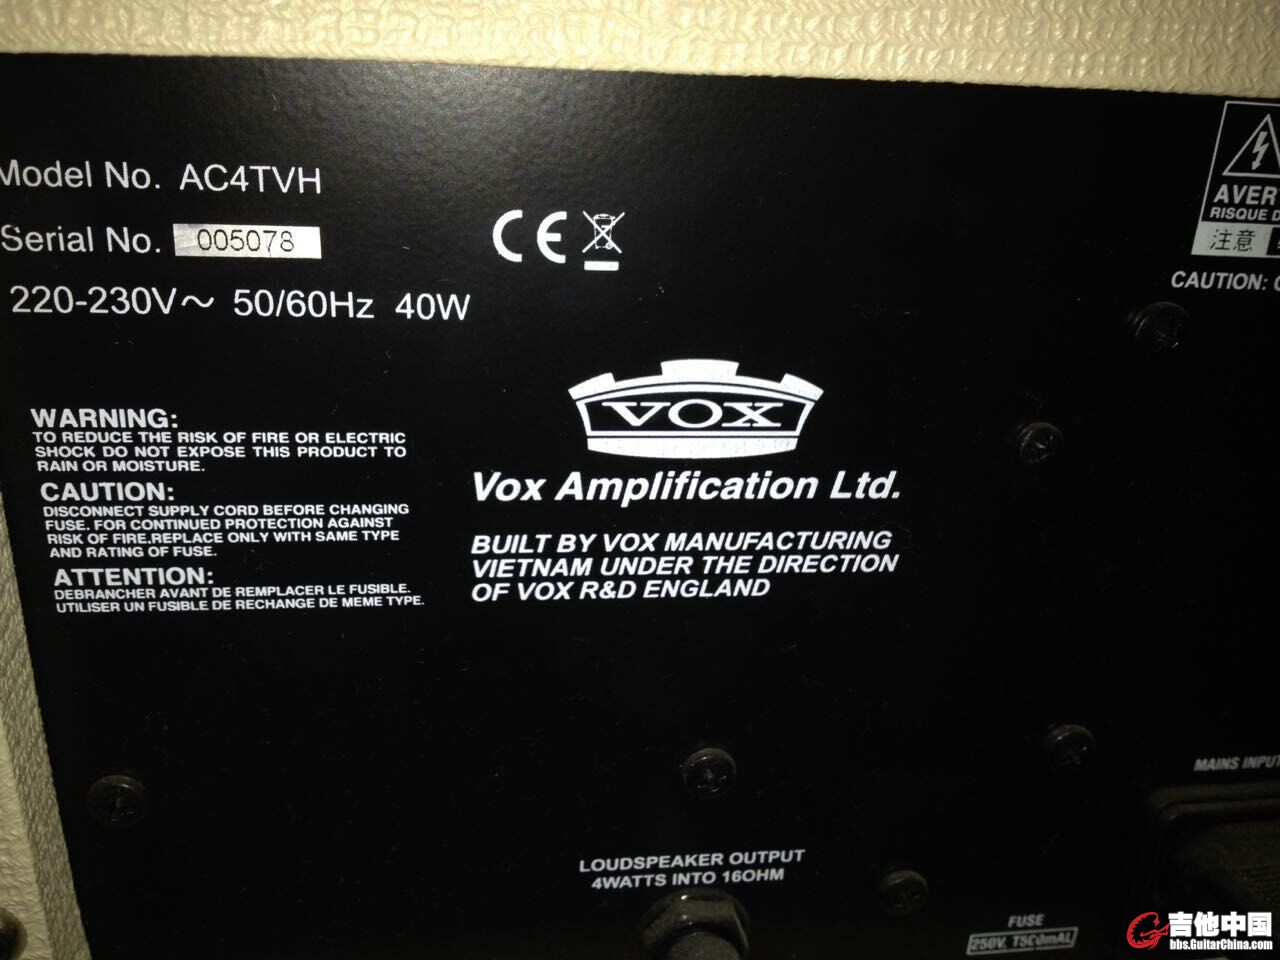 Model No. AC4TVH
Serial No. 005078
220-230V~ 50/60Hz 40W
WARNING:
TO REDUCE THE RISK OF FIRE OR ELECTRIC
SHOCK DO NOT EXPOSE THIS PRODUCT TO
RAIN OR MOISTURE.
CAUTION:
DISCONNECT SUPPLY CORD BEFORE CHANGING
FUSE. FOR CONTINUED PROTECTION AGAINST
RISK OF FIRE,REPLACE ONLY WITH SAME TYPE
AND RATING OF FUSE.
ATTENTION:
DEBRANCHER AVANT DE REMPLACER LE FUSIBLE.
UTILISER UN FUSIBLE DE RECHANGE DE MEME TYPE.
CE
VOX
Vox Amplification Ltd.
BUILT BY VOX MANUFACTURING
VIETNAM UNDER THE DIRECTION
OF VOX R&D ENGLAND
AVERT
RISQUE D
注意
CAUTION:
MAINS INPUT
LOUDSPEAKER OUTPUT
4WATTS INTO 16OHM
FUSE
250V, T500mAL
吉他中国
bbs.GuitarChina.com